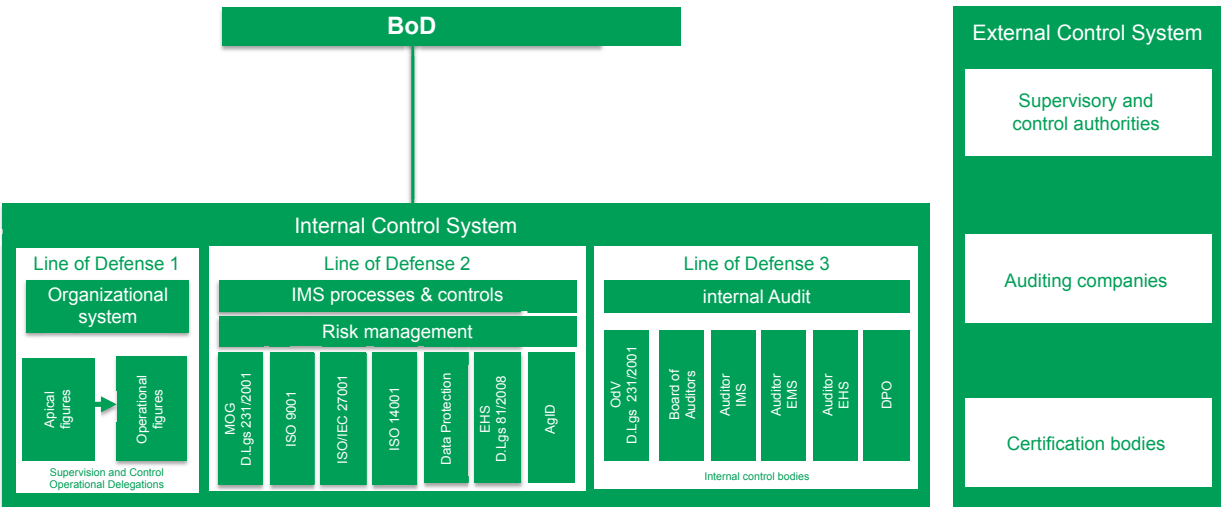 BoD
Internal Control System
Line of Defense 1
Organizational
system
Apical
figures
Operational
figures
Supervision and Control
Operational Delegations
Line of Defense 2
IMS processes & controls
Risk management
MOG
D.Lgs 231/2001
ISO 9001
ISO/IEC 27001
ISO 14001
Data Protection
EHS
D.Lgs 81/2008
AgID
Line of Defense 3
internal Audit
OdV
D.Lgs 231/2001
Board of
Auditors
Auditor
IMS
Auditor
EMS
Auditor
EHS
DPO
Internal control bodies
External Control System
Supervisory and
control authorities
Auditing companies
Certification bodies